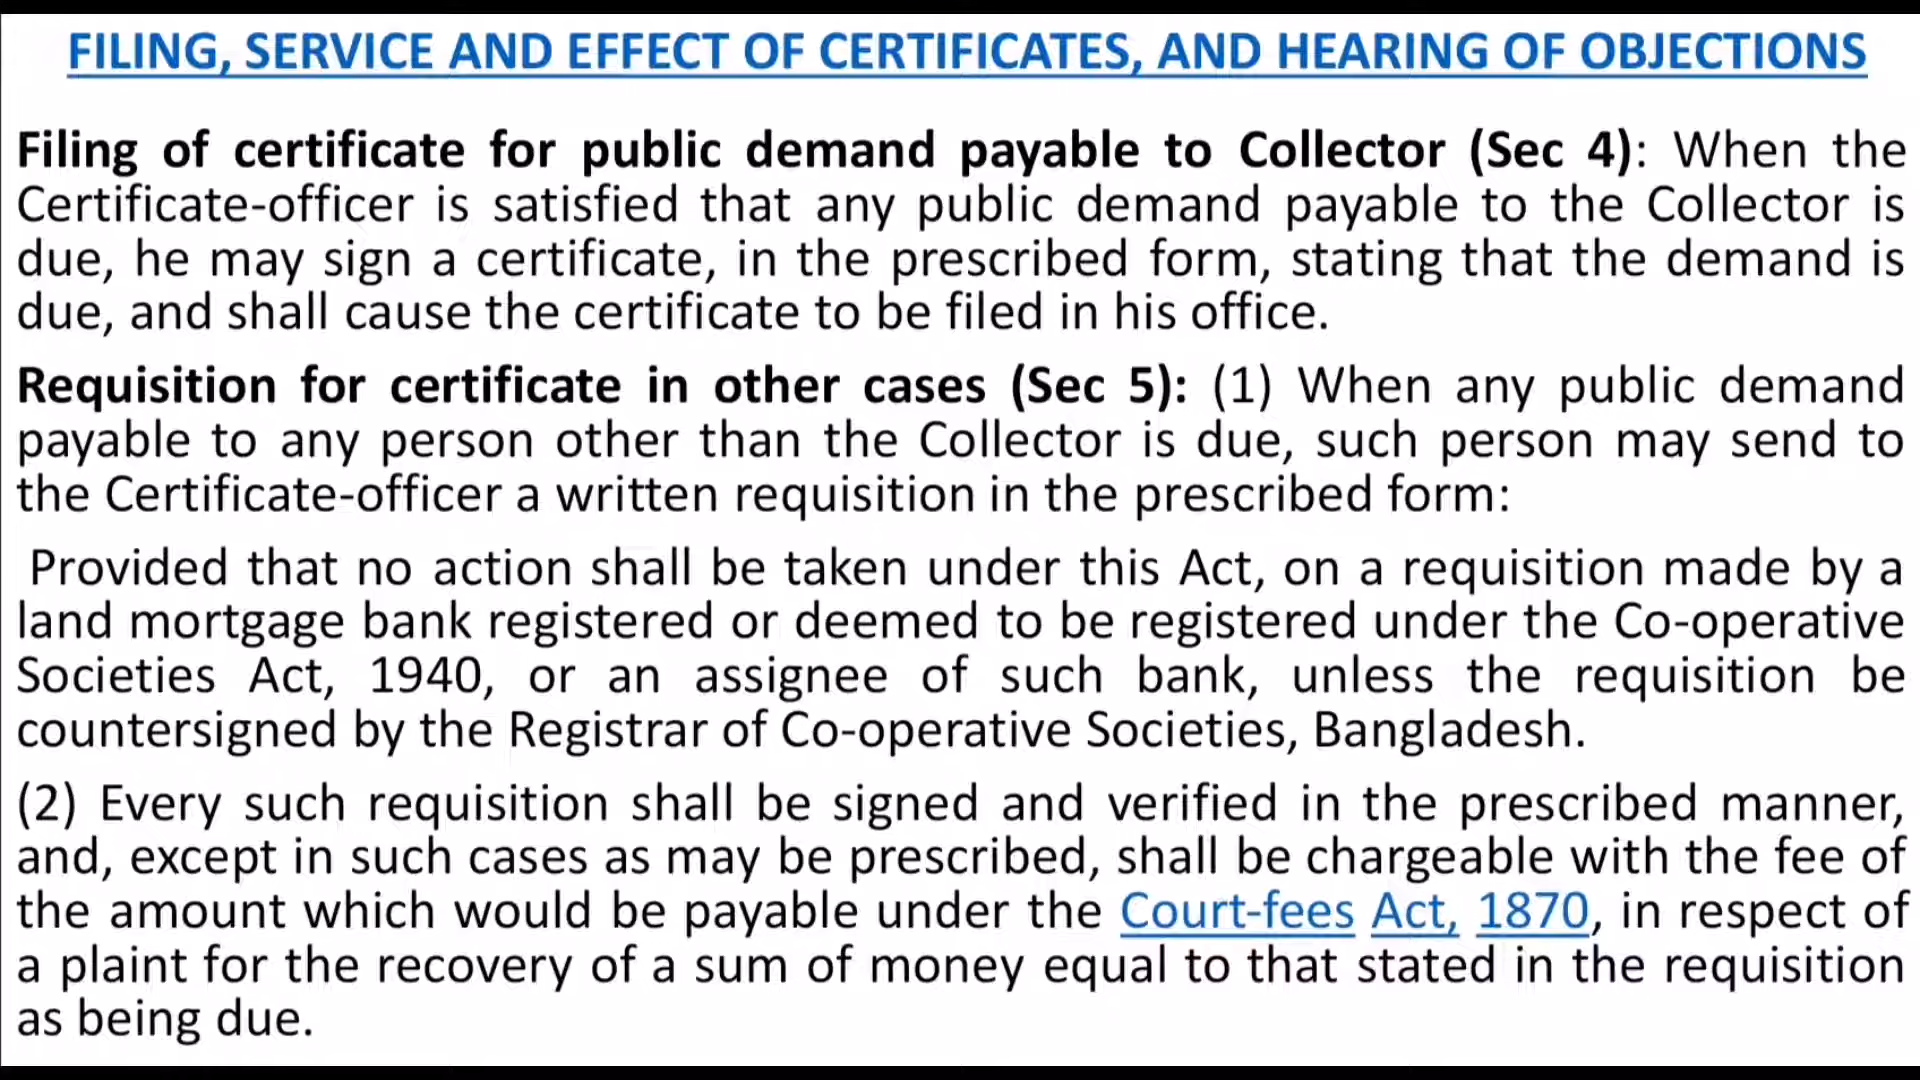 FILING, SERVICE AND EFFECT OF CERTIFICATES, AND HEARING OF OBJECTIONS
Filing of certificate for public demand payable to Collector (Sec 4): When the
Certificate-officer is satisfied that any public demand payable to the Collector is
due, he may sign a certificate, in the prescribed form, stating that the demand is
due, and shall cause the certificate to be filed in his office.
Requisition for certificate in other cases (Sec 5): (1) When any public demand
payable to any person other than the Collector is due, such person may send to
the Certificate-officer a written requisition in the prescribed form:
Provided that no action shall be taken under this Act, on a requisition made by a
land mortgage bank registered or deemed to be registered under the Co-operative
Societies Act, 1940, or an assignee of such bank, unless the requisition be
countersigned by the Registrar of Co-operative Societies, Bangladesh.
(2) Every such requisition shall be signed and verified in the prescribed manner,
and, except in such cases as may be prescribed, shall be chargeable with the fee of
the amount which would be payable under the Court-fees Act, 1870, in respect of
a plaint for the recovery of a sum of money equal to that stated in the requisition
as being due.